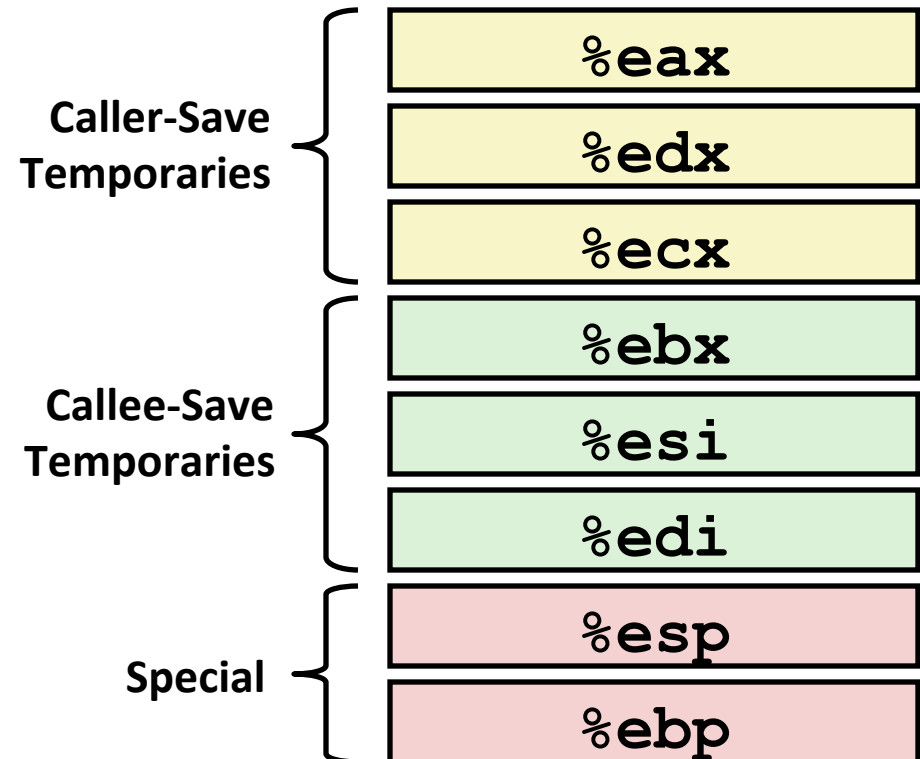 Caller-Save
Temporaries
%eax
%edx
%ecx
Callee-Save
Temporaries
%ebx
%esi
%edi
Special
%esp
%ebp